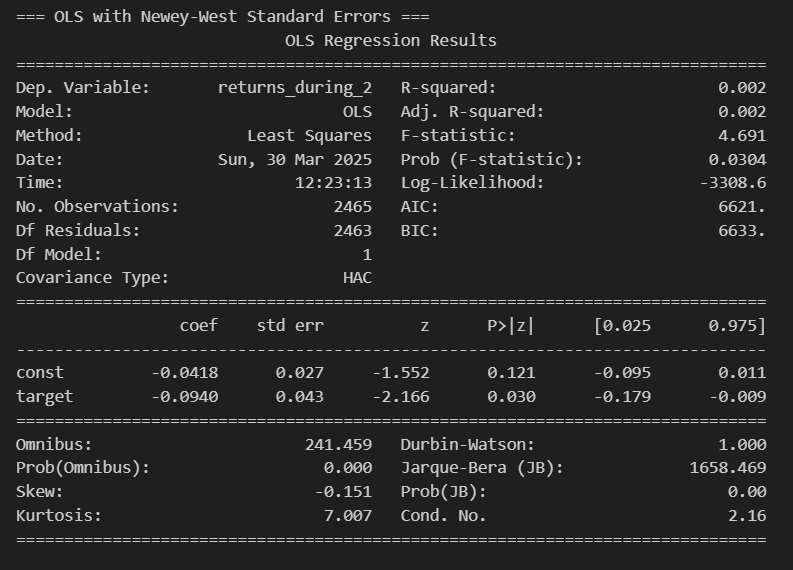 === OLS with Newey-West Standard Errors ===
                            OLS Regression Results
==============================================================================
Dep. Variable:       returns_during_2   R-squared:                       0.002
Model:                            OLS   Adj. R-squared:                  0.002
Method:                 Least Squares   F-statistic:                     4.691
Date:                Sun, 30 Mar 2025   Prob (F-statistic):             0.0304
Time:                        12:23:13   Log-Likelihood:                -3308.6
No. Observations:                2465   AIC:                             6621.
Df Residuals:                    2463   BIC:                             6633.
Df Model:                           1
Covariance Type:                  HAC
==============================================================================
                 coef    std err          z      P>|z|      [0.025      0.975]
------------------------------------------------------------------------------
const         -0.0418      0.027     -1.552      0.121      -0.095       0.011
target        -0.0940      0.043     -2.166      0.030      -0.179      -0.009
==============================================================================
Omnibus:                      241.459   Durbin-Watson:                   1.000
Prob(Omnibus):                  0.000   Jarque-Bera (JB):             1658.469
Skew:                          -0.151   Prob(JB):                         0.00
Kurtosis:                       7.007   Cond. No.                         2.16
==============================================================================